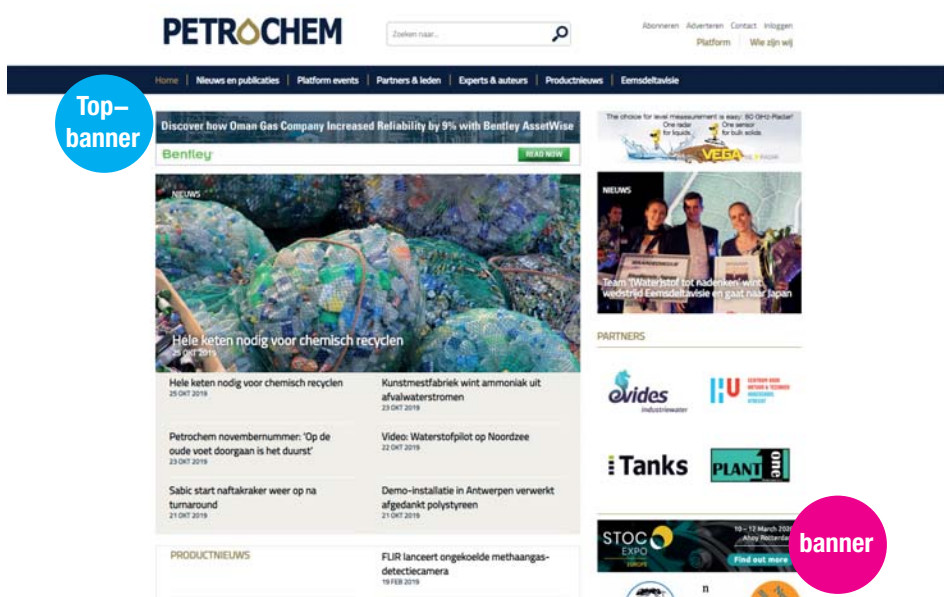 PETROCHEM
Zoeken naar...
Abonneren Adverteren Contact Inloggen
Platform Wie zijn wij
Home Nieuws en publicaties Platform events Partners & leden Experts & auteurs Productnieuws Eemsdeltavisie
Top–
banner
Discover how Oman Gas Company Increased Reliability by 9% with Bentley AssetWise
Bentley
READ NOW
NIEUWS
Hele keten nodig voor chemisch recyclen
25 OKT 2019
Hele keten nodig voor chemisch recyclen
25 OKT 2019
Kunstmestfabriek wint ammoniak uit
afvalwaterstromen
23 OKT 2019
Petrochem novembernummer: 'Op de
oude voet doorgaan is het duurst'
23 OKT 2019
Video: Waterstofpilot op Noordzee
22 OKT 2019
Sabic start naftakraker weer op na
turnaround
21 OKT 2019
Demo-installatie in Antwerpen verwerkt
afgedankt polystyreen
21 OKT 2019
PRODUCTNIEUWS
FLIR lanceert ongekoelde methaangas-
detectiecamera
19 FEB 2019
The choice for level measurement is easy: 80 GHz-Radar!
One radar
for liquids.
One sensor
for bulk solids.
VEGA
NIEUWS
Team '(Water)stof tot nadenken' wint
wedstrijd Eemsdeltavisie en gaat naar Japan
PARTNERS
evides
industriewater
HU
CENTRUM VOOR
NATUUR & TECHNIEK
HOGESCHOOL
UTRECHT
Tanks
PLANT 1 one
STOC
EXPO
EUROPE
10 – 12 March 2020
Ahoy Rotterdam
Find out more
banner
n